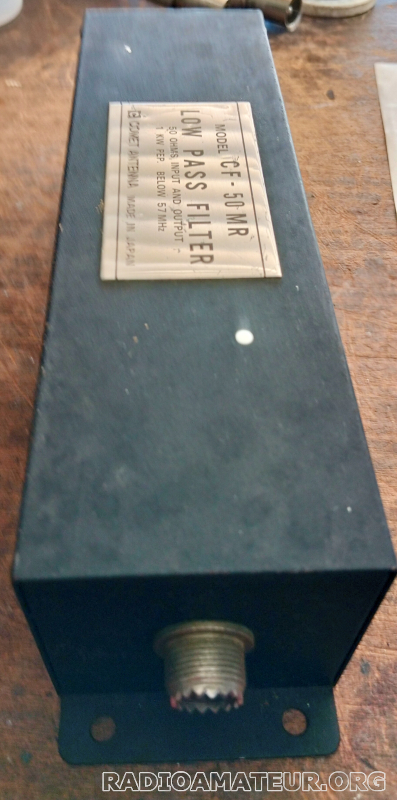 MODEL CF-50MR
LOW PASS FILTER
50 OHMS, INPUT AND OUTPUT
1 KW PEP. BELOW 57MHz
COMET ANTENNA MADE IN JAPAN
RADIOAMATEUR.ORG